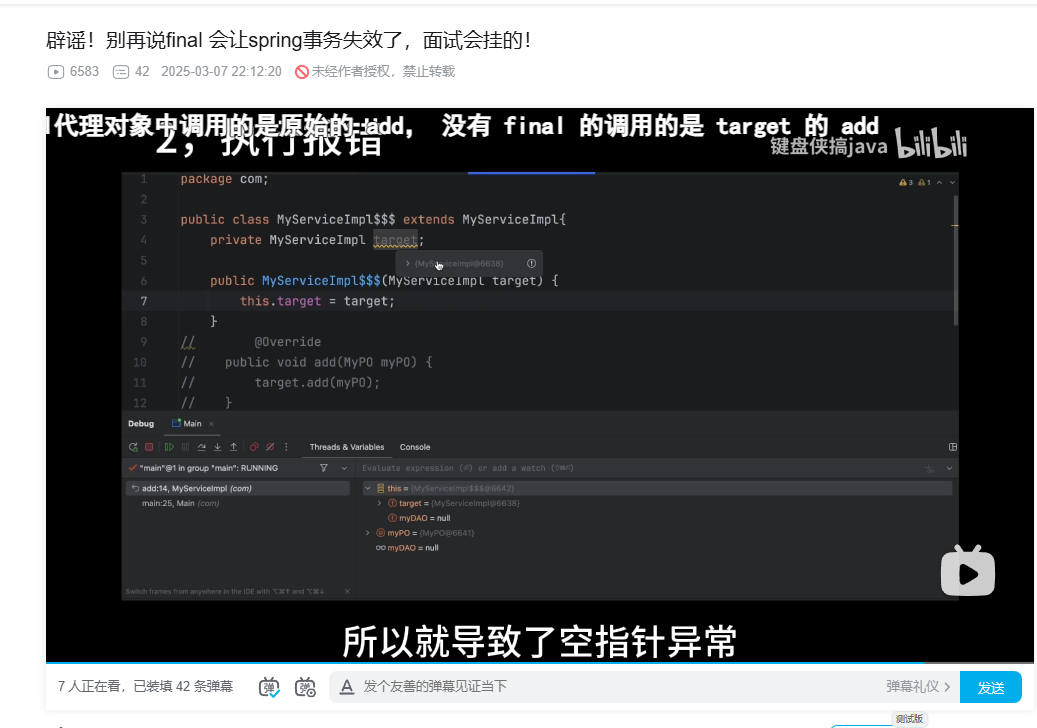 辟谣！别再说final 会让spring事务失效了，面试会挂的！
6583 42 2025-03-07 22:12:20 未经作者授权，禁止转载
代理对象中调用的是原始的 add， 没有 final 的调用的是 target 的 add
2，执行报错
键盘侠搞java bilibili
1 package com;
2
3 public class MyServiceImpl$$$ extends MyServiceImpl{
4 private MyServiceImpl target;
5
{MyServiceImpl@6638}
6 public MyServiceImpl$$$(MyServiceImpl target) {
7 this.target = target;
8 }
9 // @Override
10 // public void add(MyPO myPO) {
11 // target.add(myPO);
12 // }
3 1
Debug Main
Threads & Variables Console
"main"@1 in group "main": RUNNING
Evaluate expression (⏎) or add a watch (⇧⌘⏎)
add:14, MyServiceImpl (com)
main:25, Main (com)
this = {MyServiceImpl$$$@6642}
target = {MyServiceImpl@6638}
myDAO = null
myPO = {MyPO@6641}
myDAO = null
Switch frames from anywhere in the IDE with ⌥⌘↑ and ⌥⌘↓
所以就导致了空指针异常
7 人正在看，已装填 42 条弹幕 弹 弹 A 发个友善的弹幕见证当下 弹幕礼仪 发送
测试版